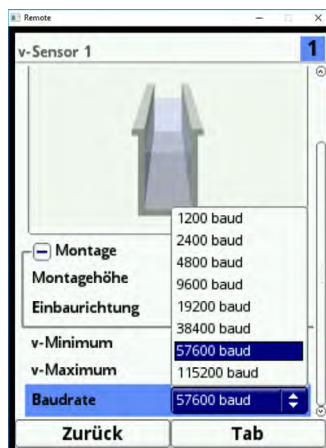 Remote
v-Sensor 1
1
1200 baud
2400 baud
4800 baud
9600 baud
19200 baud
38400 baud
57600 baud
115200 baud
Montage
Montagehöhe
Einbaurichtung
v-Minimum
v-Maximum
Baudrate 57600 baud
Zurück Tab